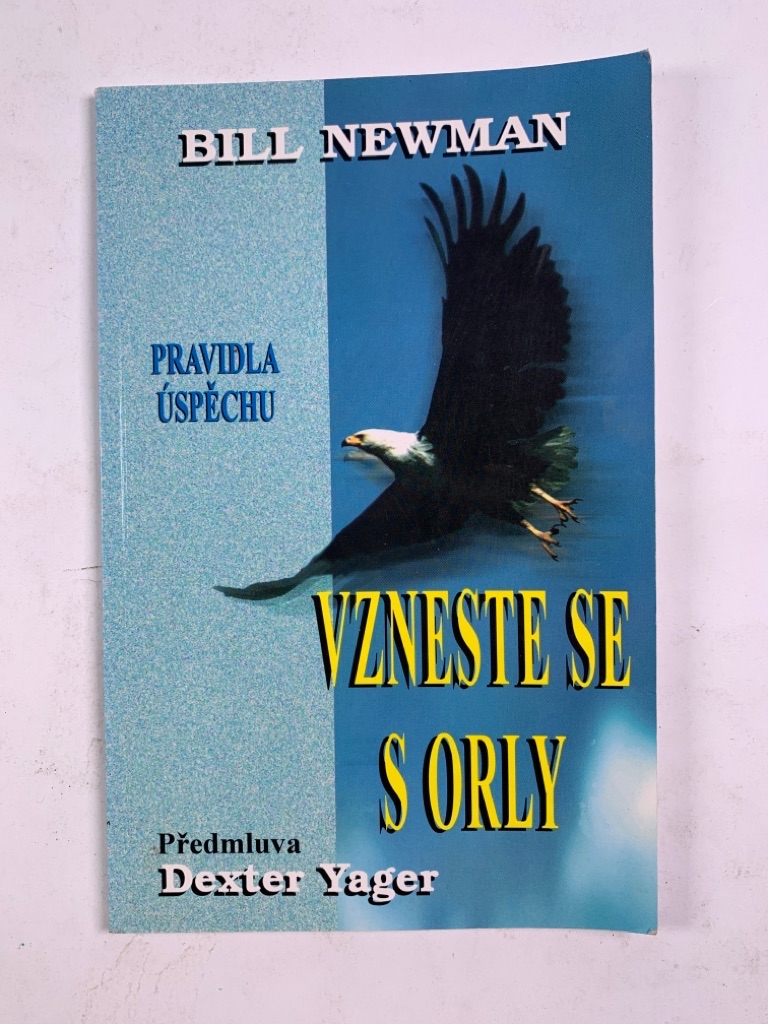 BILL NEWMAN
PRAVIDLA
ÚSPĚCHU
VZNESTE SE
S ORLY
Předmluva
Dexter Yager